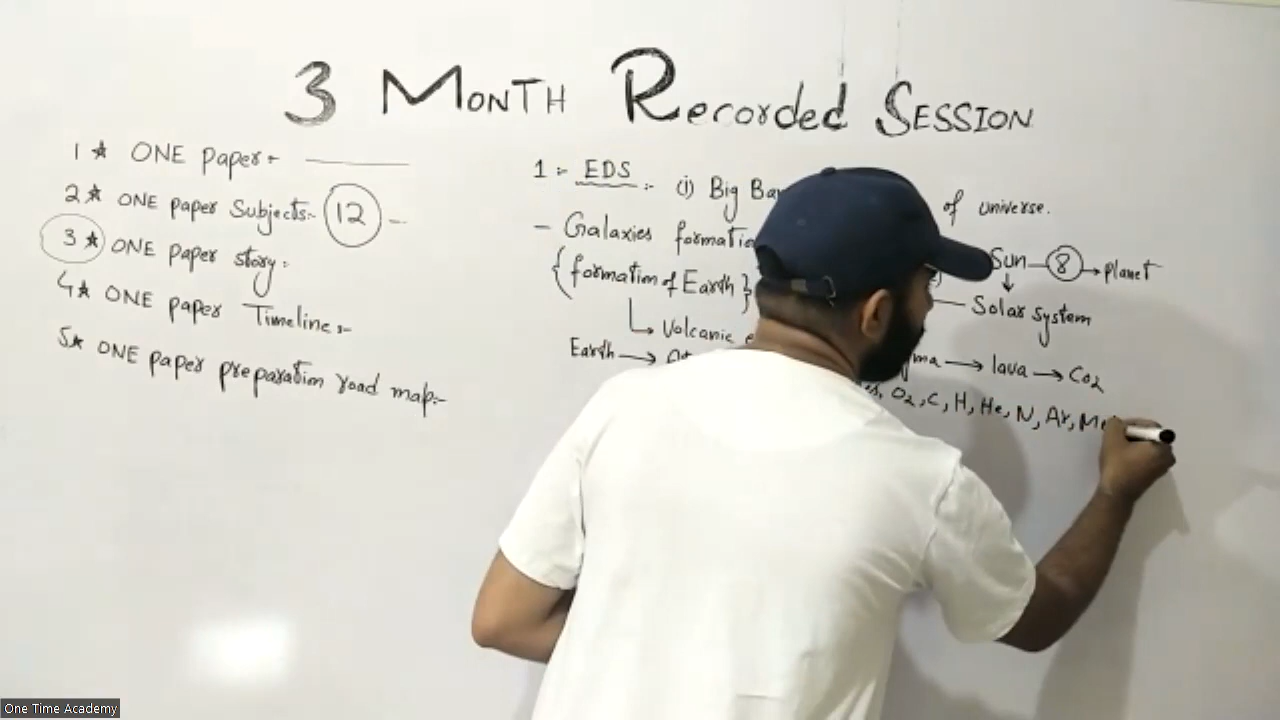 3 MONTH Recorded SESSION
1 ★ ONE paper:- ———
2 ★ ONE paper Subjects:- 12 -
3 ★ ONE paper story:
4 ★ ONE paper Timeline:-
5 ★ ONE paper preparation road map:-
1 :- EDS :- (i) Big of universe.
- Galaxies
Sun — 8 → planet
{ formation of Earth }
↓
— Solar system
↳ Volcanic
Earth →
→ lava → CO2
O2, C, H, He, N, Ar,
One Time Academy